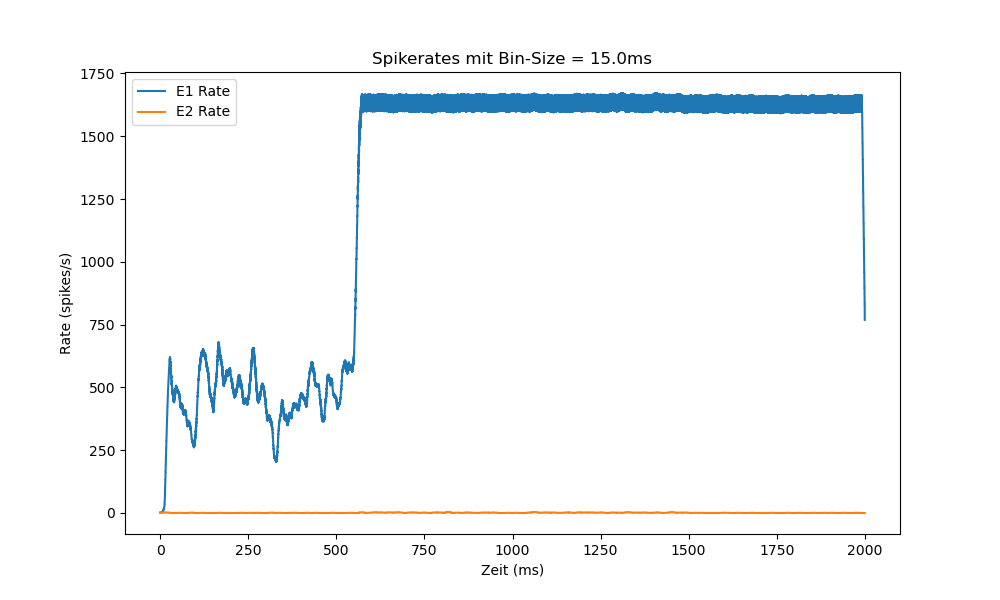 Spikerates mit Bin-Size = 15.0ms
E1 Rate
E2 Rate
Rate (spikes/s)
1750
1500
1250
1000
750
500
250
0
0 250 500 750 1000 1250 1500 1750 2000
Zeit (ms)